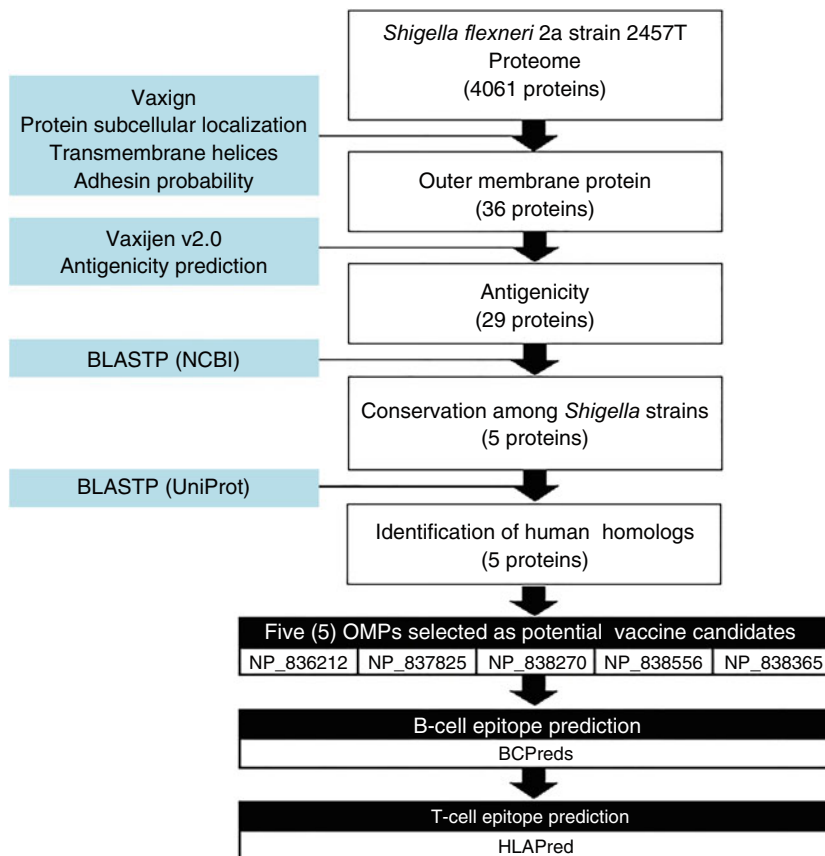 Shigella flexneri 2a strain 2457T
Proteome
(4061 proteins)
Vaxign
Protein subcellular localization
Transmembrane helices
Adhesin probability
Outer membrane protein
(36 proteins)
Vaxijen v2.0
Antigenicity prediction
Antigenicity
(29 proteins)
BLASTP (NCBI)
Conservation among Shigella strains
(5 proteins)
BLASTP (UniProt)
Identification of human homologs
(5 proteins)
Five (5) OMPs selected as potential vaccine candidates
NP_836212 NP_837825 NP_838270 NP_838556 NP_838365
B-cell epitope prediction
BCPreds
T-cell epitope prediction
HLAPred